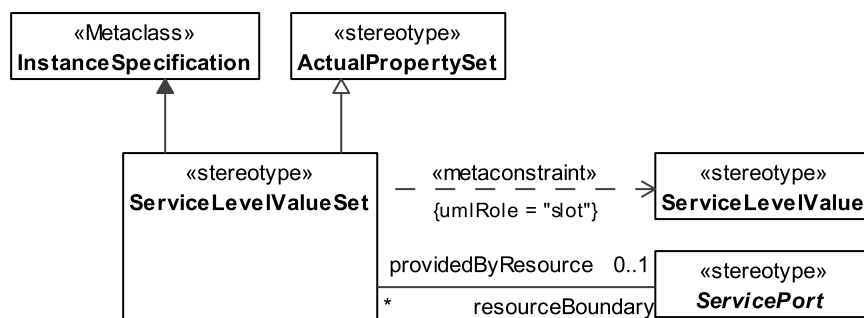 «Metaclass»
InstanceSpecification
«stereotype»
ActualPropertySet
«stereotype»
ServiceLevelValueSet
«metaconstraint»
{umlRole = "slot"}
«stereotype»
ServiceLevelValue
providedByResource 0..1
* resourceBoundary
«stereotype»
ServicePort